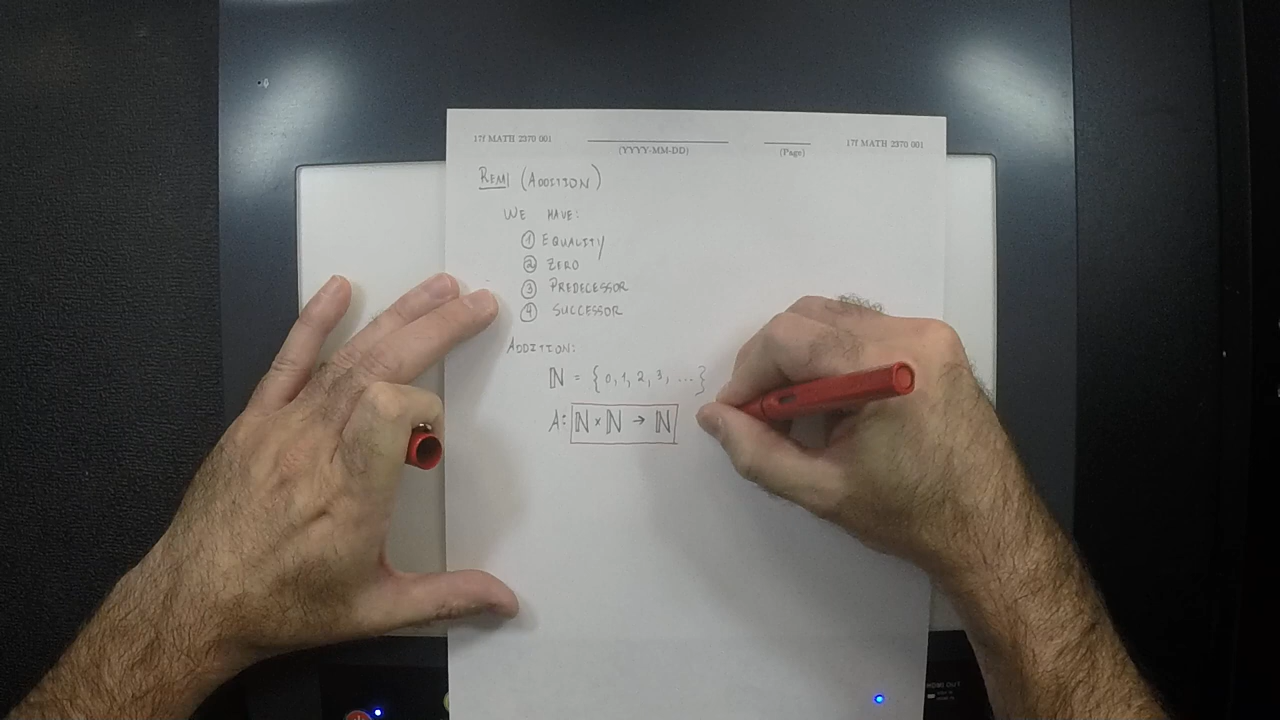 17f MATH 2370 001 (YYYY-MM-DD) (Page) 17f MATH 2370 001
REM (ADDITION)
WE HAVE:
① EQUALITY
② ZERO
③ PREDECESSOR
④ SUCCESSOR
ADDITION:
ℕ = {0, 1, 2, 3, ...}
A: ℕ × ℕ → ℕ